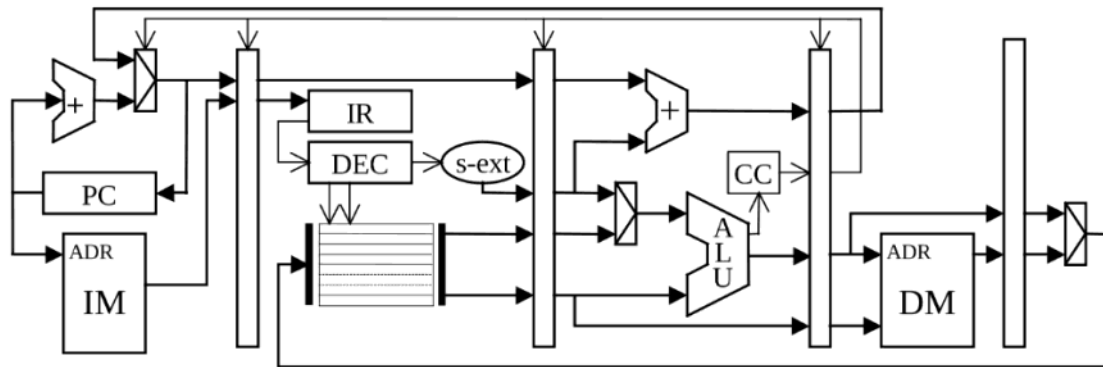 +
IR
+
DEC
s-ext
CC
PC
ADR
IM
A
L
U
ADR
DM